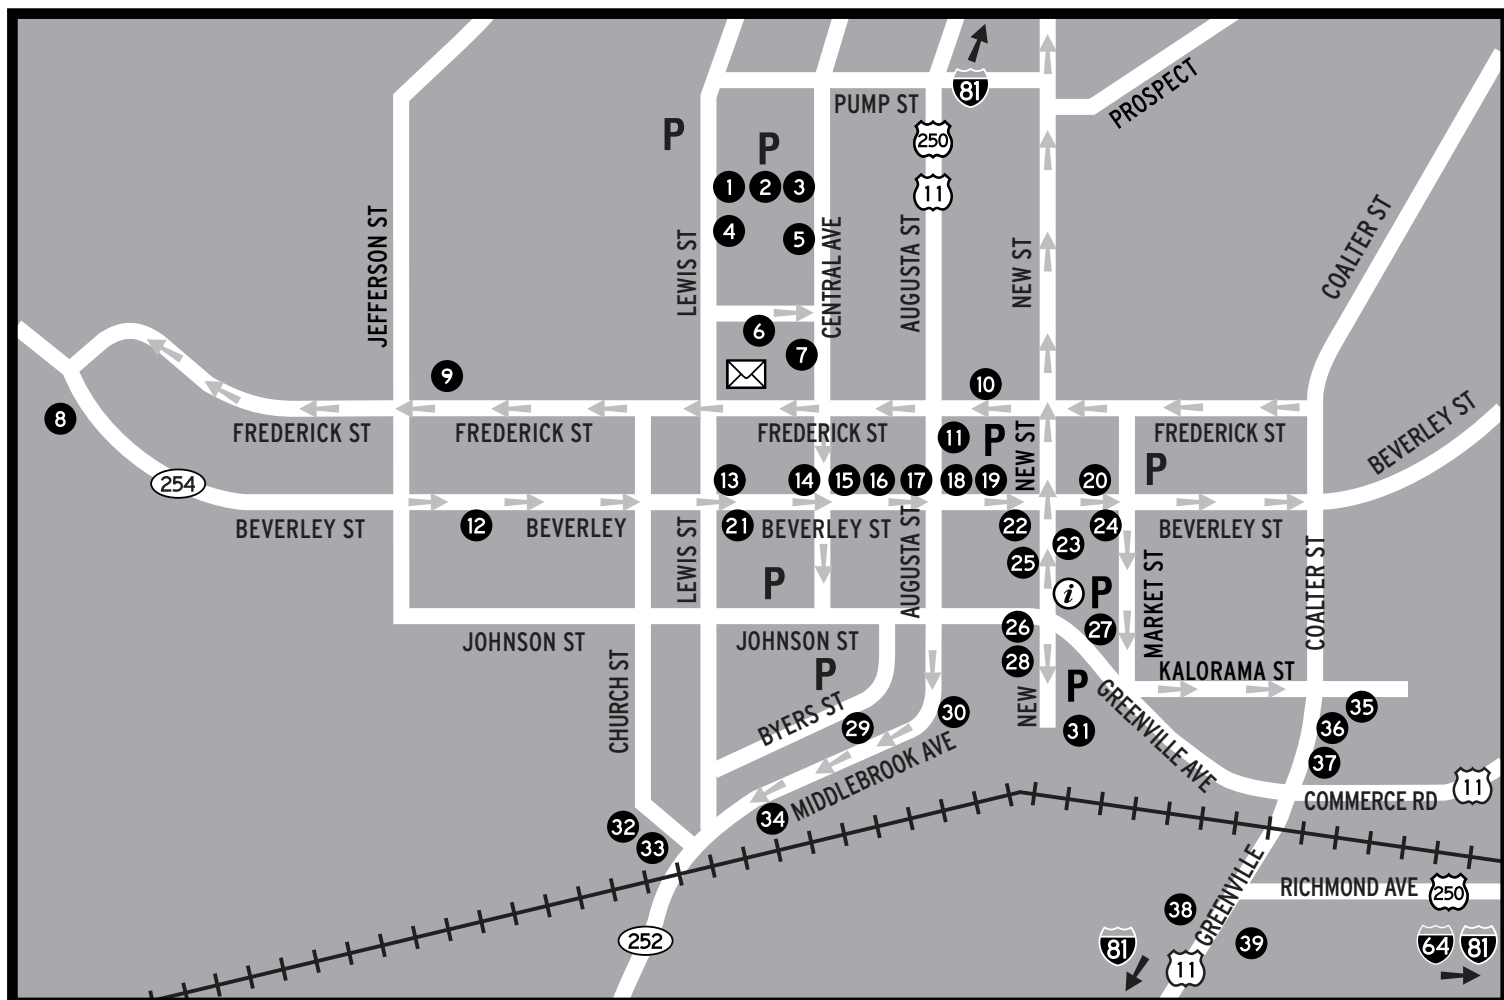 81
PROSPECT
PUMP ST
P
P
250
11
1
2
3
4
5
JEFFERSON ST
LEWIS ST
CENTRAL AVE
AUGUSTA ST
NEW ST
COALTER ST
6
7
8
9
10
FREDERICK ST
FREDERICK ST
FREDERICK ST
11
P
NEW ST
FREDERICK ST
BEVERLEY ST
254
13
14
15
16
17
18
19
20
P
BEVERLEY ST
12
BEVERLEY
21
BEVERLEY ST
22
23
24
BEVERLEY ST
LEWIS ST
AUGUSTA ST
25
P
i
P
MARKET ST
COALTER ST
26
27
JOHNSON ST
JOHNSON ST
28
KALORAMA ST
CHURCH ST
P
P
BYERS ST
29
30
NEW
31
GREENVILLE AVE
35
36
37
MIDDLEBROOK AVE
COMMERCE RD
11
32
33
34
GREENVILLE
RICHMOND AVE
250
38
39
252
81
11
64
81